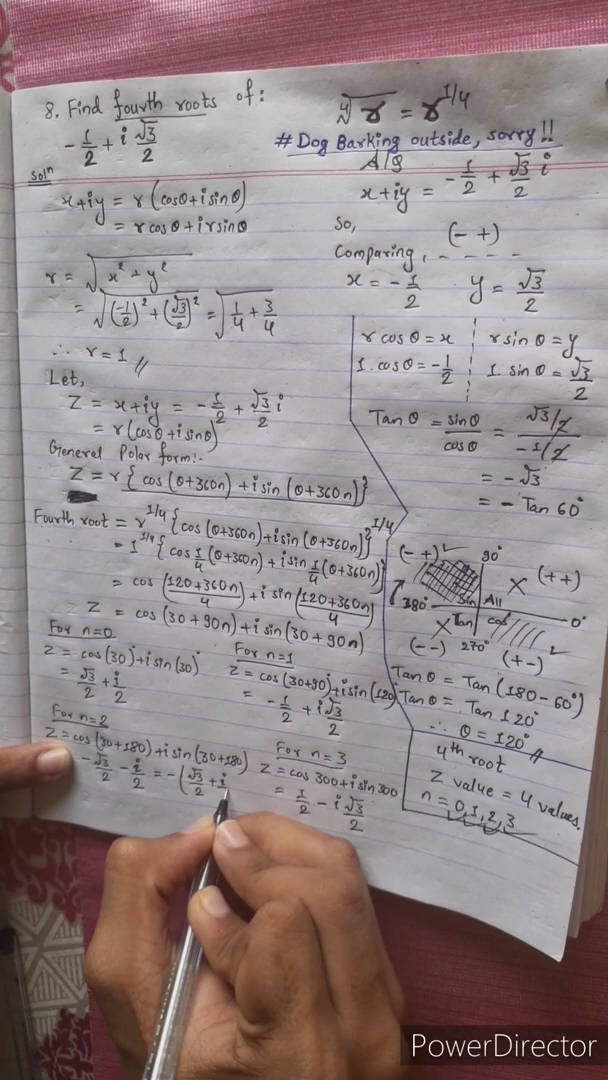 8. Find fourth roots of:
-1/2 + i √3/2
∜r = r^1/4
# Dog Barking outside, sorry!!
Solⁿ
x+iy = r (cosθ+i sinθ)
= r cosθ + i r sinθ
r = √(x² + y²)
= √((-1/2)² + (√3/2)²) = √(1/4 + 3/4)
∴ r = 1 //
Let,
Z = x+iy = -1/2 + √3/2 i
= r(cosθ + i sinθ)
General Polar form:-
Z = r { cos (θ+360n) + i sin (θ+360n)}
Fourth root = r^1/4 {cos (θ+360n) + i sin (θ+360n)}^1/4
= 1^1/4 { cos 1/4 (θ+360n) + i sin 1/4 (θ+360n)}
= cos (120+360n)/4 + i sin (120+360n)/4
Z = cos (30 + 90n) + i sin (30 + 90n)
For n=0
Z = cos(30)° + i sin (30)°
= √3/2 + i/2
For n=1
Z = cos(30+90)° + i sin (120)°
= -1/2 + i √3/2
For n=2
Z = cos (30+180) + i sin (30+180)
- √3/2 - i/2 = - (√3/2 + i
For n = 3
Z = cos 300 + i sin 300
= 1/2 - i √3/2
A/g
x+iy = -1/2 + √3/2 i
So, (- +)
Comparing, - - - -
x = -1/2 y = √3/2
r cos θ = x r sin θ = y
1. cos θ = -1/2 1. sin θ = √3/2
Tan θ = sinθ/cosθ = (√3/2)/(-1/2)
= - √3
= - Tan 60°
(- +) 90° (+ +)
380° Sin All 0°
Tan cos
(- -) 270° (+ -)
Tan θ = Tan (180 - 60°)
Tan θ = Tan 120°
∴ θ = 120° //
4th root
Z value = 4 values.
n = 0,1,2,3
PowerDirector